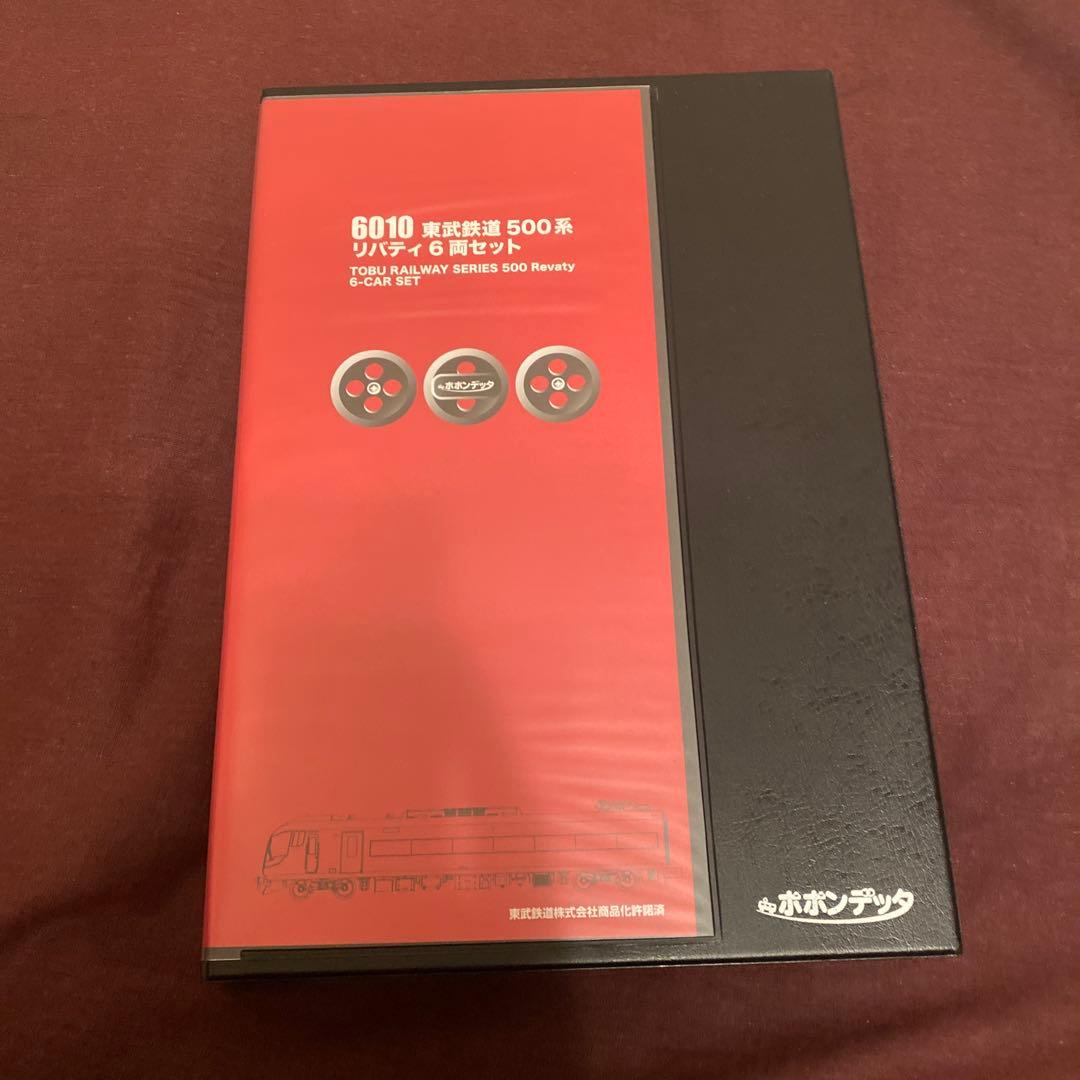 6010 東武鉄道 500系
リバティ 6 両セット
TOBU RAILWAY SERIES 500 Revaty
6-CAR SET
ポポンデッタ
東武鉄道株式会社商品化許諾済
ポポンデッタ